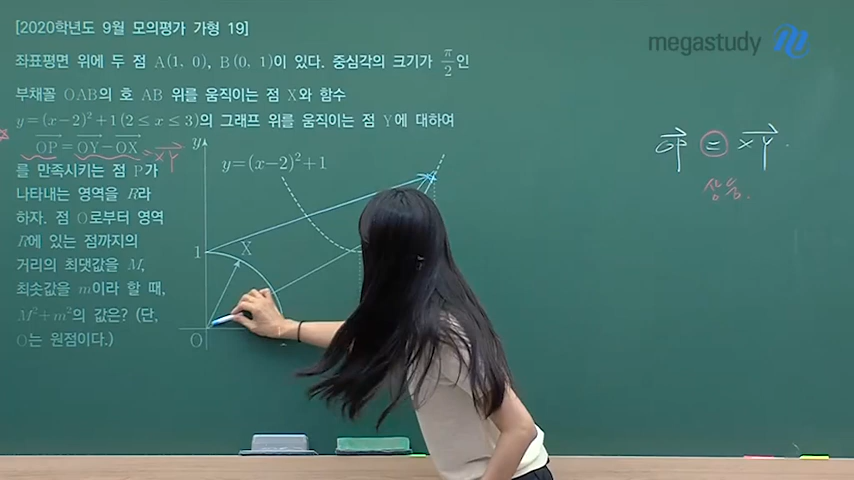 [2020학년도 9월 모의평가 가형 19]
megastudy
좌표평면 위에 두 점 A(1, 0), B(0, 1)이 있다. 중심각의 크기가 π/2인
부채꼴 OAB의 호 AB 위를 움직이는 점 X와 함수
y=(x-2)²+1(2≤x≤3)의 그래프 위를 움직이는 점 Y에 대하여
OP=OY-OX
=XY
를 만족시키는 점 P가
나타내는 영역을 R라
하자. 점 O로부터 영역
R에 있는 점까지의
거리의 최댓값을 M,
최솟값을 m이라 할 때,
M²+m²의 값은? (단,
O는 원점이다.)
y
y=(x-2)²+1
1
X
O
OP = XY.
상등.